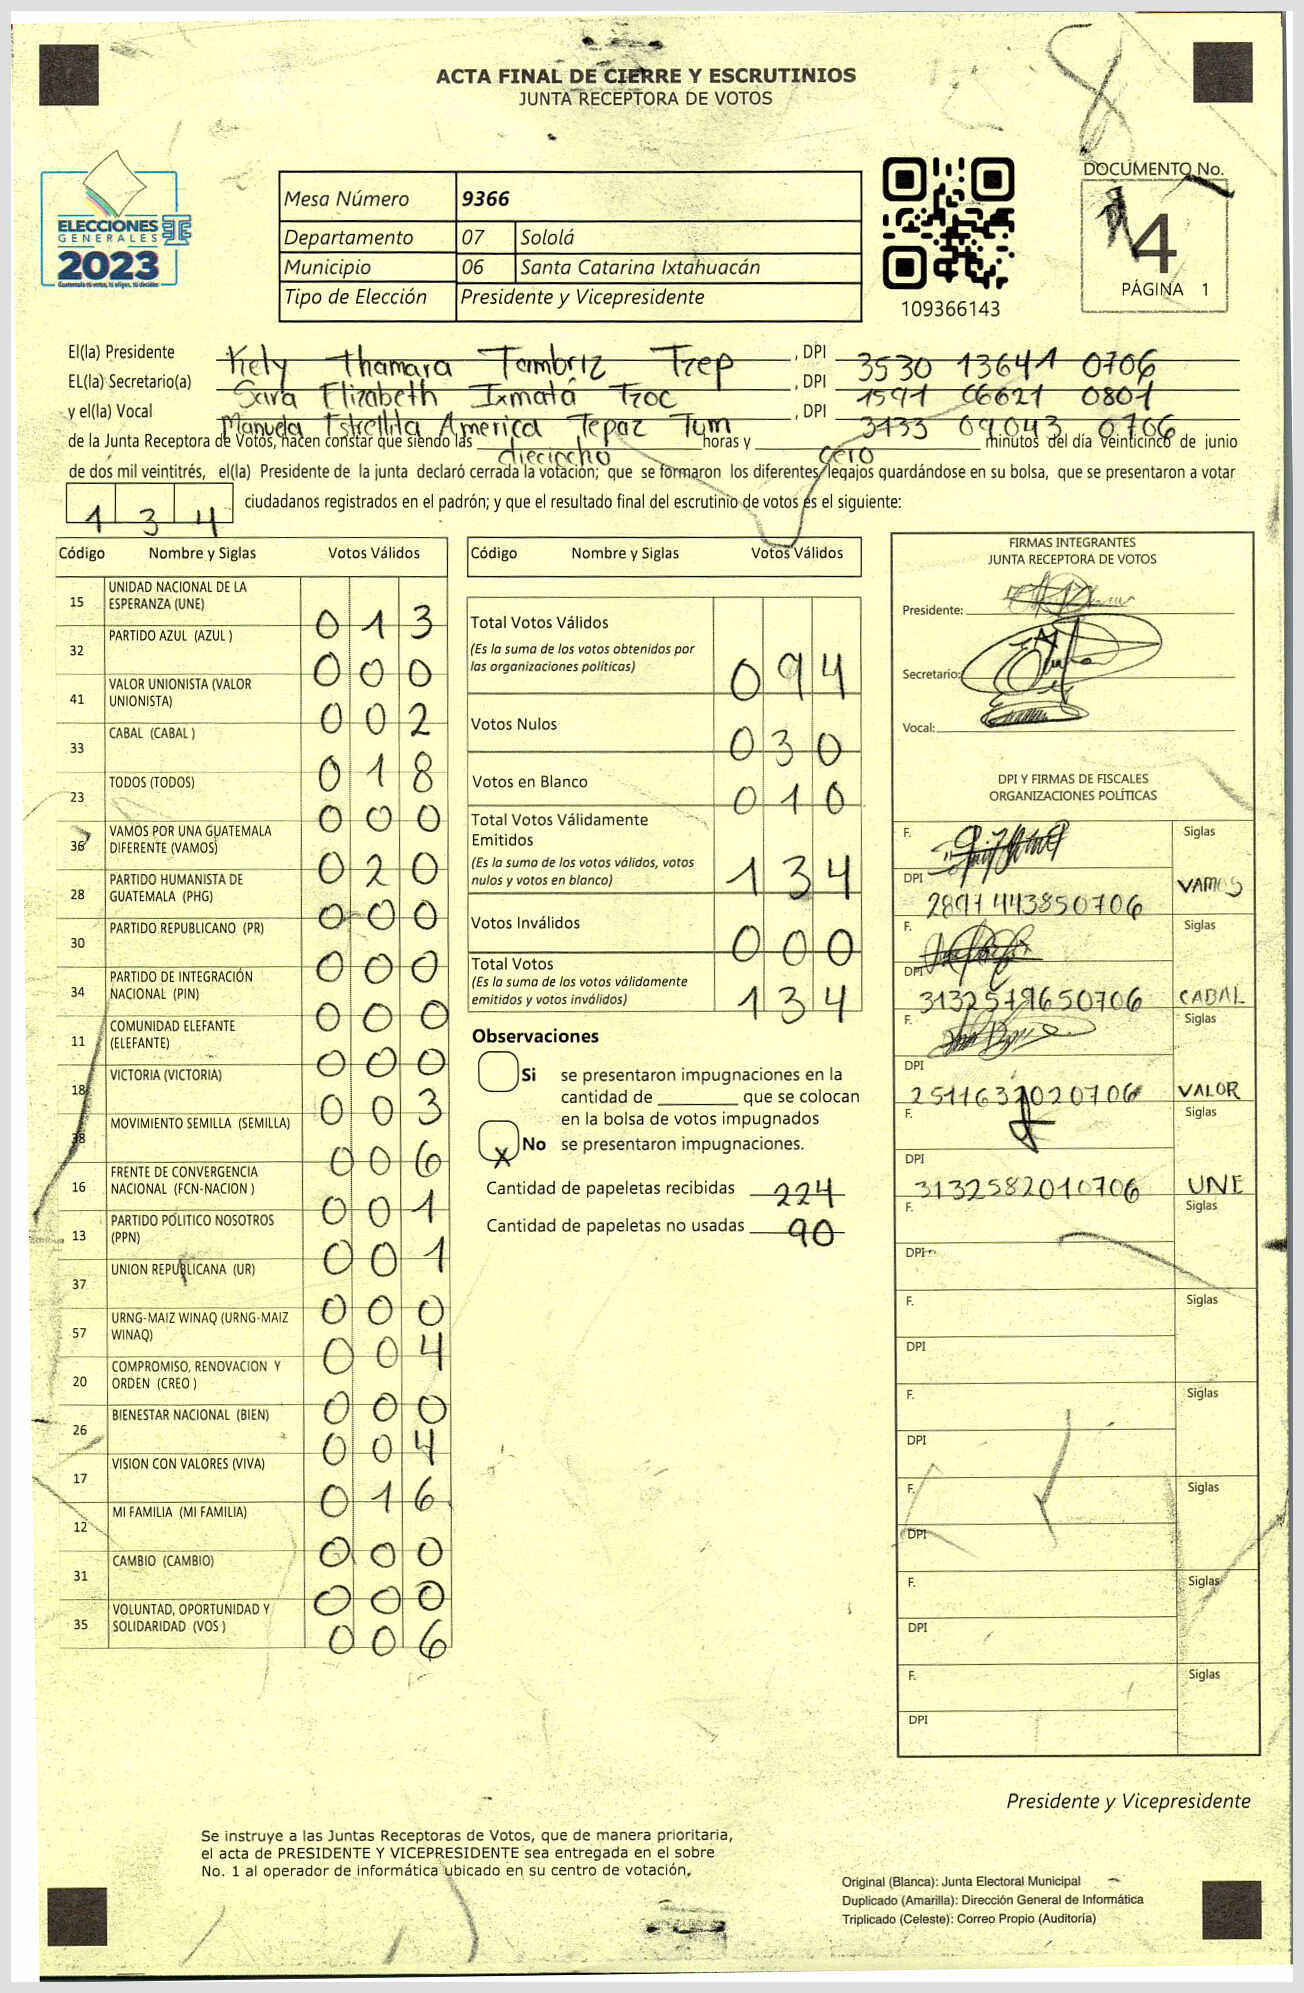 ACTA FINAL DE CIERRE Y ESCRUTINIOS
JUNTA RECEPTORA DE VOTOS
8
ELECCIONES
GENERALES
2023
Guatemala tú votas, tú eliges, tú decides
Mesa Número 9366
Departamento 07 Sololá
Municipio 06 Santa Catarina Ixtahuacán
Tipo de Elección Presidente y Vicepresidente
109366143
DOCUMENTO No.
4
PÁGINA 1
El(la) Presidente Kely Thamara Tambriz Tzep , DPI 3530 13641 0706
EL(la) Secretario(a) Sara Elizabeth Ixmatá Tzoc , DPI 1591 66621 0801
y el(la) Vocal Manuela Estrellita America Tepaz Tum , DPI 3133 09043 0706
de la Junta Receptora de Votos, hacen constar que siendo las dieciocho horas y cero minutos del día Veinticinco de junio
de dos mil veintitrés, el(la) Presidente de la junta declaró cerrada la votación; que se formaron los diferentes legajos guardándose en su bolsa, que se presentaron a votar
1 3 4 ciudadanos registrados en el padrón; y que el resultado final del escrutinio de votos es el siguiente:
Código Nombre y Siglas Votos Válidos
15 UNIDAD NACIONAL DE LA
ESPERANZA (UNE) 0 1 3
32 PARTIDO AZUL (AZUL ) 0 0 0
41 VALOR UNIONISTA (VALOR
UNIONISTA) 0 0 2
33 CABAL (CABAL ) 0 1 8
23 TODOS (TODOS) 0 0 0
36 VAMOS POR UNA GUATEMALA
DIFERENTE (VAMOS) 0 2 0
28 PARTIDO HUMANISTA DE
GUATEMALA (PHG) 0 0 0
30 PARTIDO REPUBLICANO (PR) 0 0 0
34 PARTIDO DE INTEGRACIÓN
NACIONAL (PIN) 0 0 0
11 COMUNIDAD ELEFANTE
(ELEFANTE) 0 0 0
18 VICTORIA (VICTORIA) 0 0 3
38 MOVIMIENTO SEMILLA (SEMILLA) 0 0 6
16 FRENTE DE CONVERGENCIA
NACIONAL (FCN-NACION ) 0 0 1
13 PARTIDO POLITICO NOSOTROS
(PPN) 0 0 1
37 UNION REPUBLICANA (UR) 0 0 0
57 URNG-MAIZ WINAQ (URNG-MAIZ
WINAQ) 0 0 4
20 COMPROMISO, RENOVACION Y
ORDEN (CREO ) 0 0 0
26 BIENESTAR NACIONAL (BIEN) 0 0 4
17 VISION CON VALORES (VIVA) 0 1 6
12 MI FAMILIA (MI FAMILIA) 0 0 0
31 CAMBIO (CAMBIO) 0 0 0
35 VOLUNTAD, OPORTUNIDAD Y
SOLIDARIDAD (VOS ) 0 0 6
Código Nombre y Siglas Votos Válidos
Total Votos Válidos
(Es la suma de los votos obtenidos por
las organizaciones políticas) 0 9 4
Votos Nulos 0 3 0
Votos en Blanco 0 1 0
Total Votos Válidamente
Emitidos
(Es la suma de los votos válidos, votos
nulos y votos en blanco) 1 3 4
Votos Inválidos 0 0 0
Total Votos
(Es la suma de los votos válidamente
emitidos y votos inválidos) 1 3 4
Observaciones
Si se presentaron impugnaciones en la
cantidad de ________ que se colocan
en la bolsa de votos impugnados
X No se presentaron impugnaciones.
Cantidad de papeletas recibidas 224
Cantidad de papeletas no usadas 90
FIRMAS INTEGRANTES
JUNTA RECEPTORA DE VOTOS
Presidente:
Secretario:
Vocal:
DPI Y FIRMAS DE FISCALES
ORGANIZACIONES POLÍTICAS
F. Siglas
DPI 2891443850706 VAMOS
F. Siglas
DPI 3132519650706 CABAL
F. Siglas
DPI 2511637020706 VALOR
F. Siglas
DPI 3132582010706 UNE
F. Siglas
DPI
F. Siglas
DPI
F. Siglas
DPI
F. Siglas
DPI
F. Siglas
DPI
F. Siglas
DPI
Presidente y Vicepresidente
Se instruye a las Juntas Receptoras de Votos, que de manera prioritaria,
el acta de PRESIDENTE Y VICEPRESIDENTE sea entregada en el sobre
No. 1 al operador de informática ubicado en su centro de votación.
Original (Blanca): Junta Electoral Municipal
Duplicado (Amarilla): Dirección General de Informática
Triplicado (Celeste): Correo Propio (Auditoría)